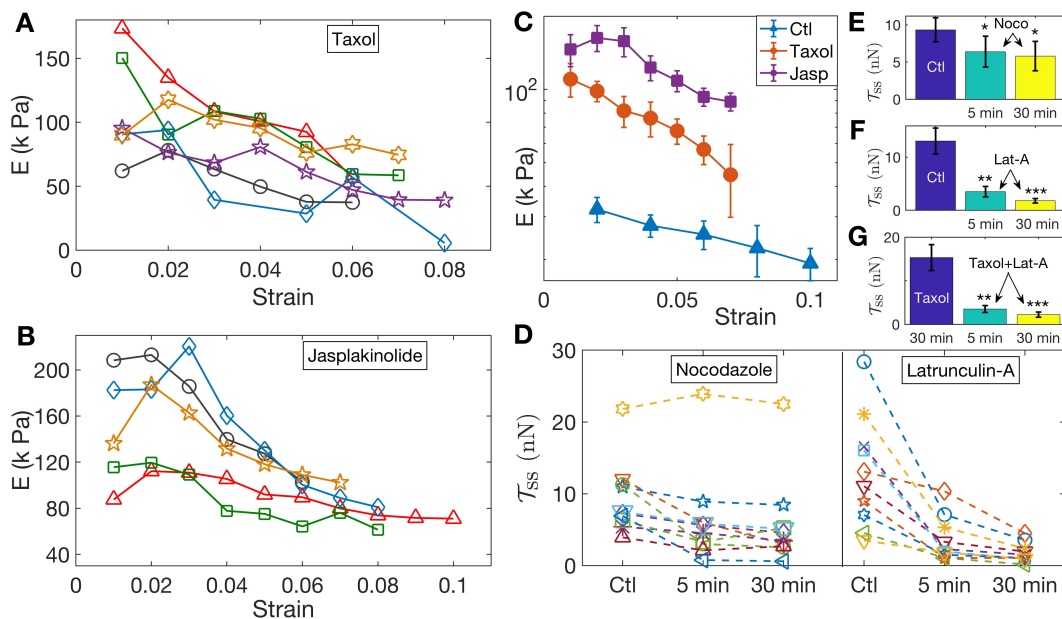 A
Taxol
E (k Pa)
150
100
50
0
0
0.02
0.04
0.06
0.08
Strain
B
Jasplakinolide
E (k Pa)
200
160
120
80
40
0
0.02
0.04
0.06
0.08
0.1
Strain
C
Ctl
Taxol
Jasp
E (k Pa)
10²
0
0.05
0.1
Strain
D
Nocodazole
Latrunculin-A
𝒯ss (nN)
30
20
10
0
Ctl
5 min
30 min
Ctl
5 min
30 min
E
Noco
* *
Ctl
𝒯ss (nN)
10
5
0
5 min
30 min
F
Lat-A
** ***
Ctl
𝒯ss (nN)
10
0
5 min
30 min
G
Taxol+Lat-A
** ***
Taxol
𝒯ss (nN)
20
10
0
30 min
5 min
30 min